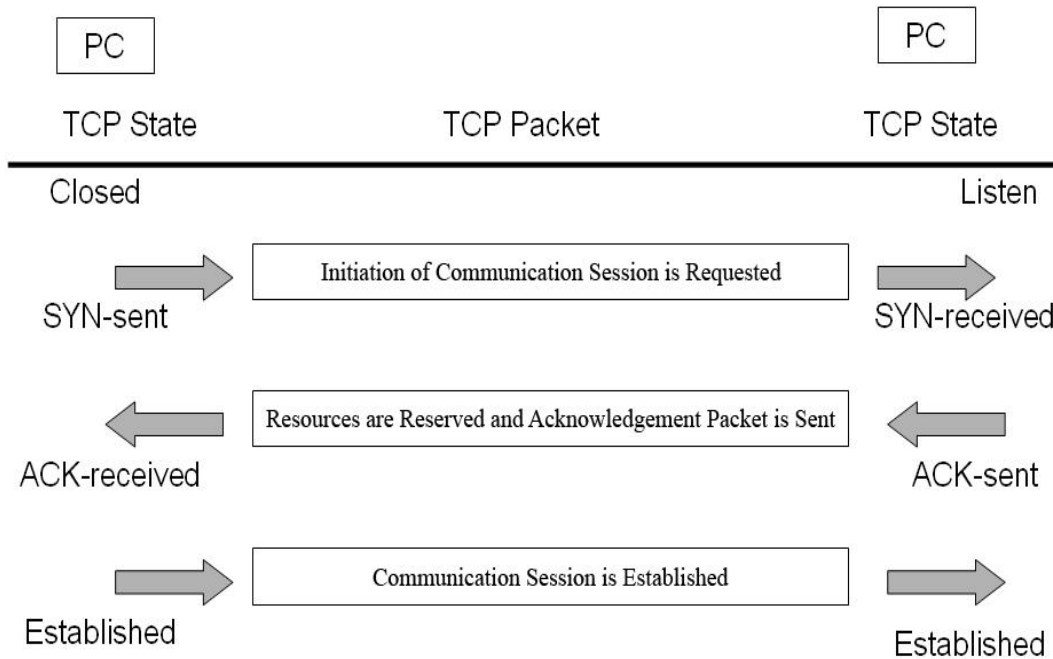 PC
PC
TCP State
TCP Packet
TCP State
Closed
Listen
Initiation of Communication Session is Requested
SYN-sent
SYN-received
Resources are Reserved and Acknowledgement Packet is Sent
ACK-received
ACK-sent
Communication Session is Established
Established
Established